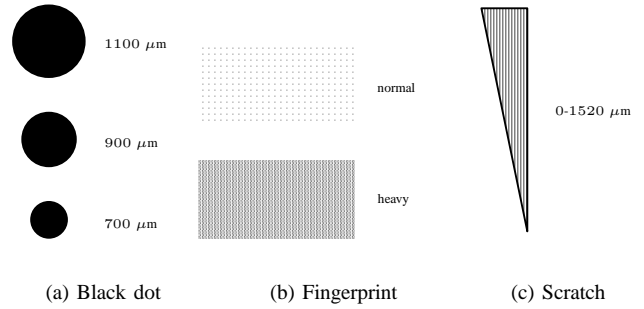 1100 μm
900 μm
700 μm
(a) Black dot
normal
heavy
(b) Fingerprint
0-1520 μm
(c) Scratch